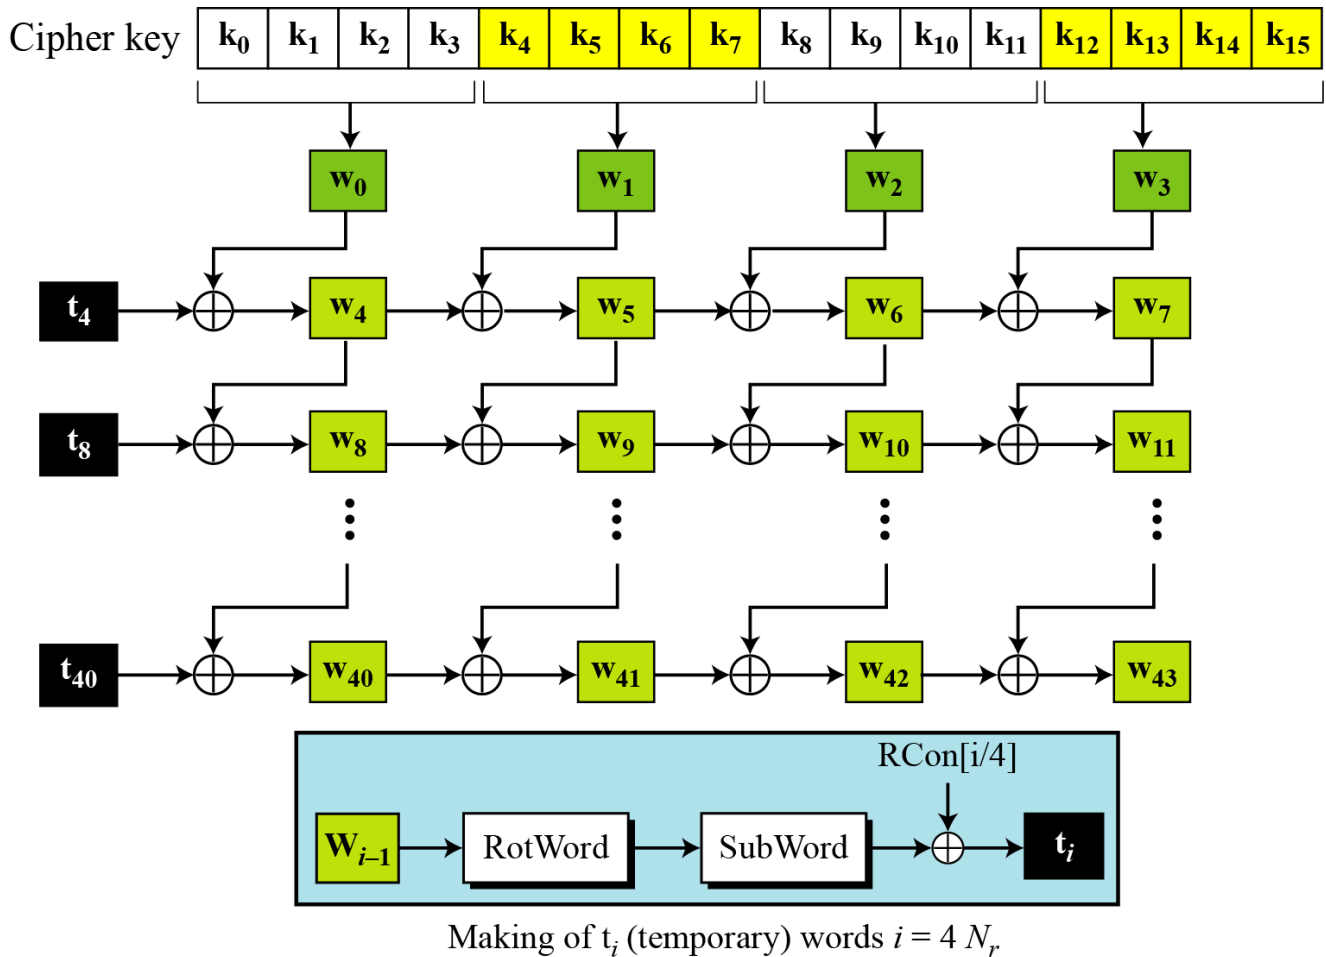 Cipher key k₀ k₁ k₂ k₃ k₄ k₅ k₆ k₇ k₈ k₉ k₁₀ k₁₁ k₁₂ k₁₃ k₁₄ k₁₅
w₀ w₁ w₂ w₃
t₄ w₄ w₅ w₆ w₇
t₈ w₈ w₉ w₁₀ w₁₁
t₄₀ w₄₀ w₄₁ w₄₂ w₄₃
RCon[i/4]
Wᵢ₋₁ RotWord SubWord tᵢ
Making of tᵢ (temporary) words i = 4 Nᵣ